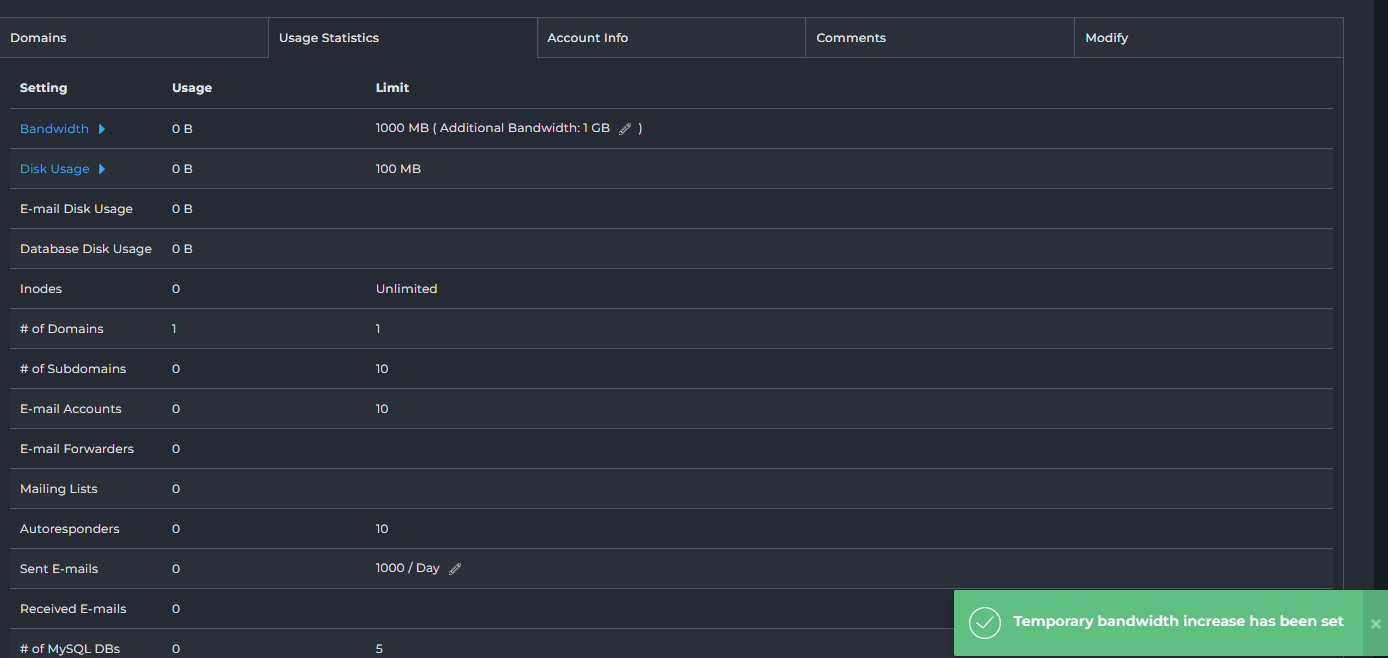 Domains Usage Statistics Account Info Comments Modify
Setting Usage Limit
Bandwidth 0 B 1000 MB ( Additional Bandwidth: 1 GB )
Disk Usage 0 B 100 MB
E-mail Disk Usage 0 B
Database Disk Usage 0 B
Inodes 0 Unlimited
# of Domains 1 1
# of Subdomains 0 10
E-mail Accounts 0 10
E-mail Forwarders 0
Mailing Lists 0
Autoresponders 0 10
Sent E-mails 0 1000 / Day
Received E-mails 0
Temporary bandwidth increase has been set
# of MySQL DBs 0 5